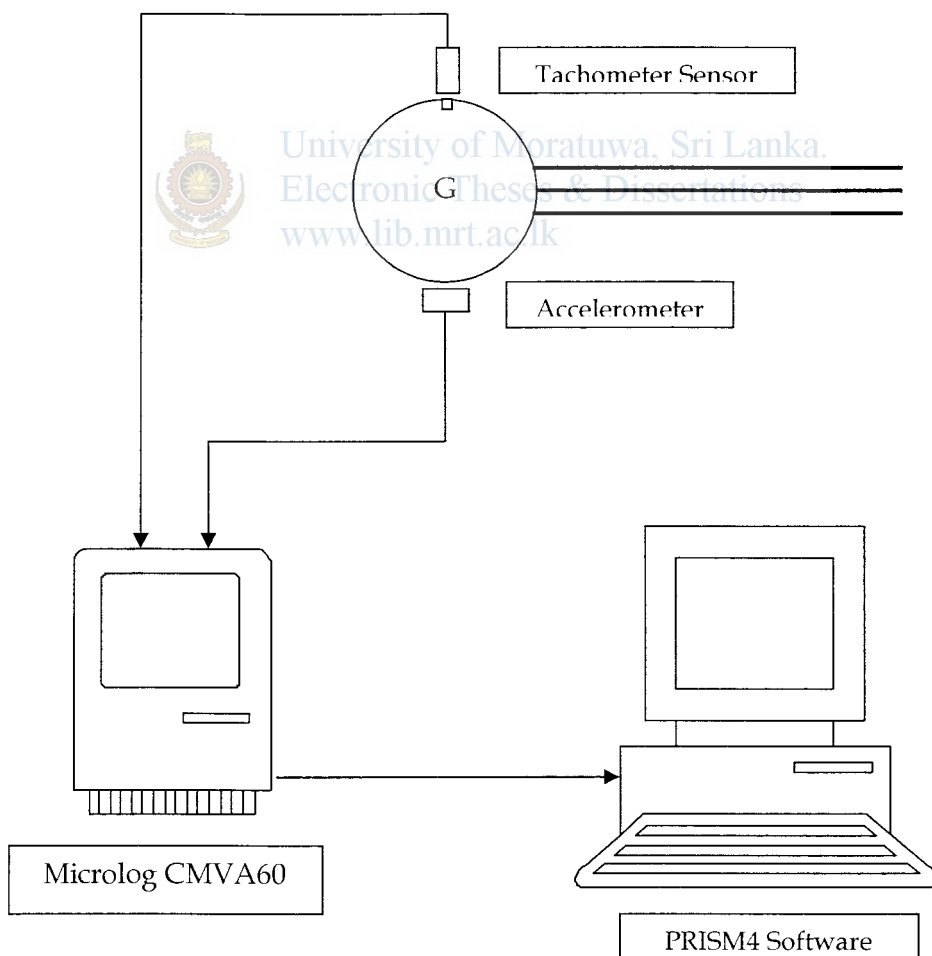 Tachometer Sensor
University of Moratuwa, Sri Lanka.
Electronic Theses & Dissertations
www.lib.mrt.ac.lk
G
Accelerometer
Microlog CMVA60
PRISM4 Software